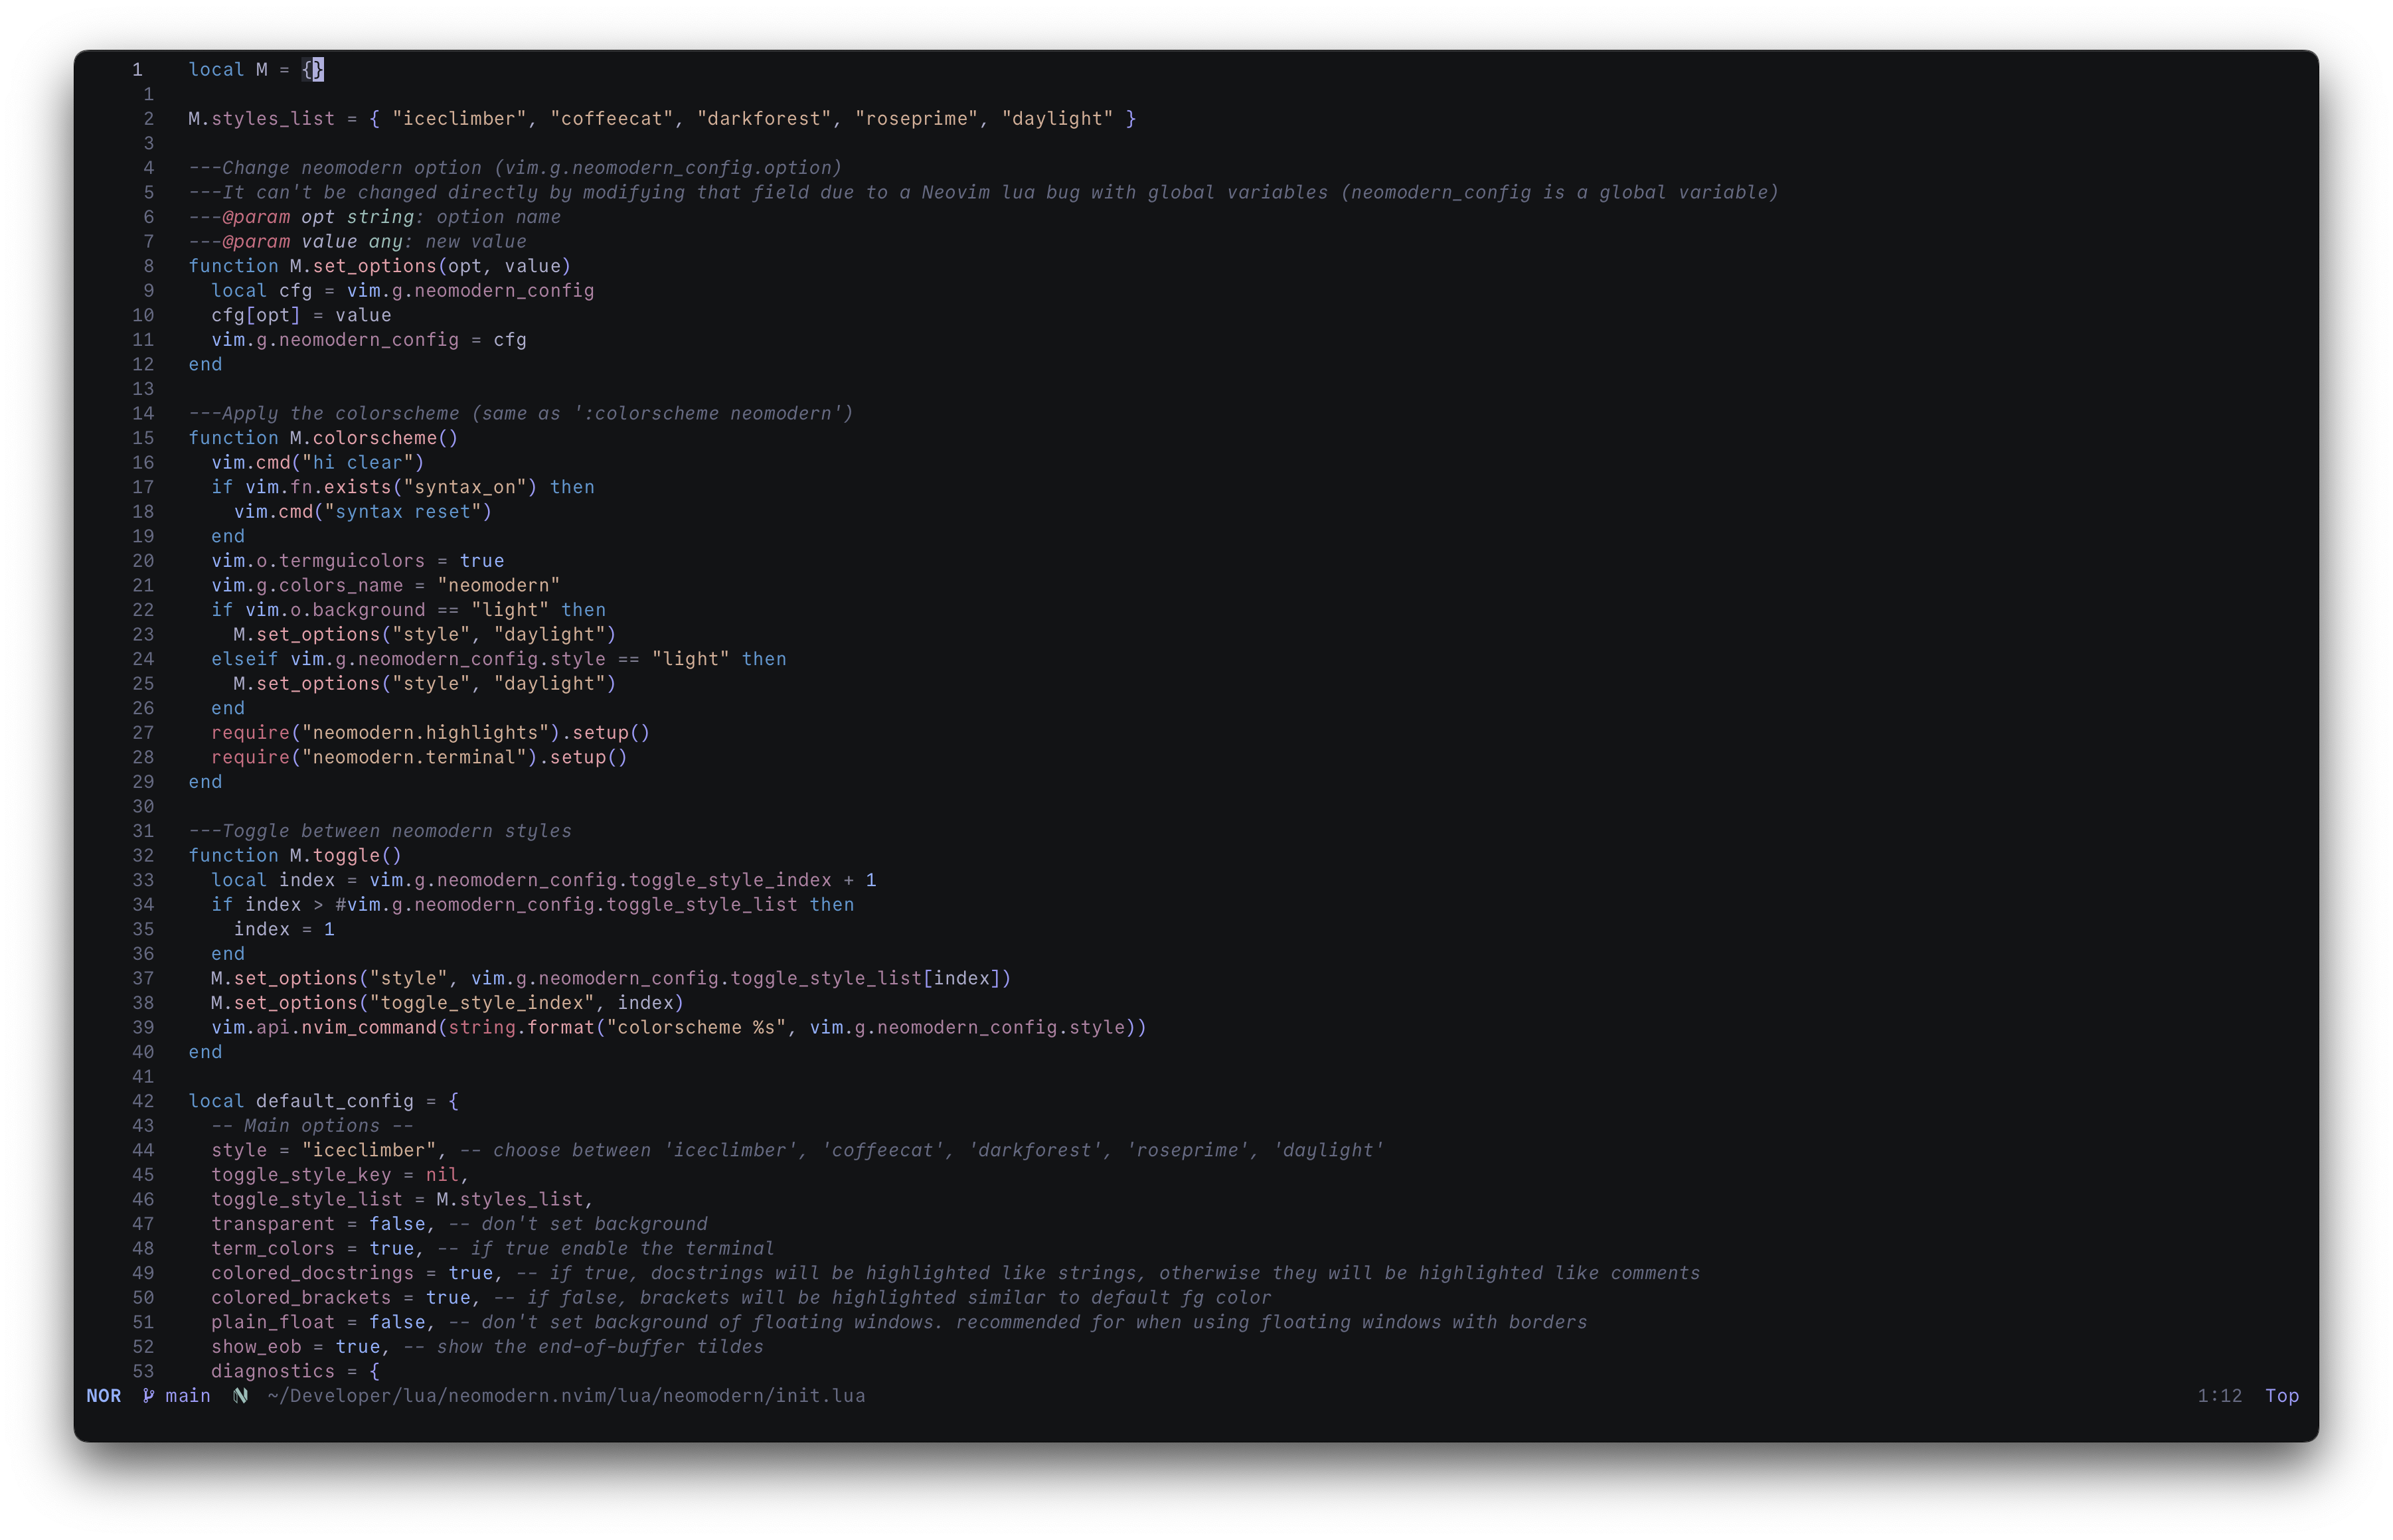 1 local M = {}
1
2 M.styles_list = { "iceclimber", "coffeecat", "darkforest", "roseprime", "daylight" }
3
4 ---Change neomodern option (vim.g.neomodern_config.option)
5 ---It can't be changed directly by modifying that field due to a Neovim lua bug with global variables (neomodern_config is a global variable)
6 ---@param opt string: option name
7 ---@param value any: new value
8 function M.set_options(opt, value)
9   local cfg = vim.g.neomodern_config
10   cfg[opt] = value
11   vim.g.neomodern_config = cfg
12 end
13
14 ---Apply the colorscheme (same as ':colorscheme neomodern')
15 function M.colorscheme()
16   vim.cmd("hi clear")
17   if vim.fn.exists("syntax_on") then
18     vim.cmd("syntax reset")
19   end
20   vim.o.termguicolors = true
21   vim.g.colors_name = "neomodern"
22   if vim.o.background == "light" then
23     M.set_options("style", "daylight")
24   elseif vim.g.neomodern_config.style == "light" then
25     M.set_options("style", "daylight")
26   end
27   require("neomodern.highlights").setup()
28   require("neomodern.terminal").setup()
29 end
30
31 ---Toggle between neomodern styles
32 function M.toggle()
33   local index = vim.g.neomodern_config.toggle_style_index + 1
34   if index > #vim.g.neomodern_config.toggle_style_list then
35     index = 1
36   end
37   M.set_options("style", vim.g.neomodern_config.toggle_style_list[index])
38   M.set_options("toggle_style_index", index)
39   vim.api.nvim_command(string.format("colorscheme %s", vim.g.neomodern_config.style))
40 end
41
42 local default_config = {
43   -- Main options --
44   style = "iceclimber", -- choose between 'iceclimber', 'coffeecat', 'darkforest', 'roseprime', 'daylight'
45   toggle_style_key = nil,
46   toggle_style_list = M.styles_list,
47   transparent = false, -- don't set background
48   term_colors = true, -- if true enable the terminal
49   colored_docstrings = true, -- if true, docstrings will be highlighted like strings, otherwise they will be highlighted like comments
50   colored_brackets = true, -- if false, brackets will be highlighted similar to default fg color
51   plain_float = false, -- don't set background of floating windows. recommended for when using floating windows with borders
52   show_eob = true, -- show the end-of-buffer tildes
53   diagnostics = {
NOR main ~/Developer/lua/neomodern.nvim/lua/neomodern/init.lua 1:12 Top